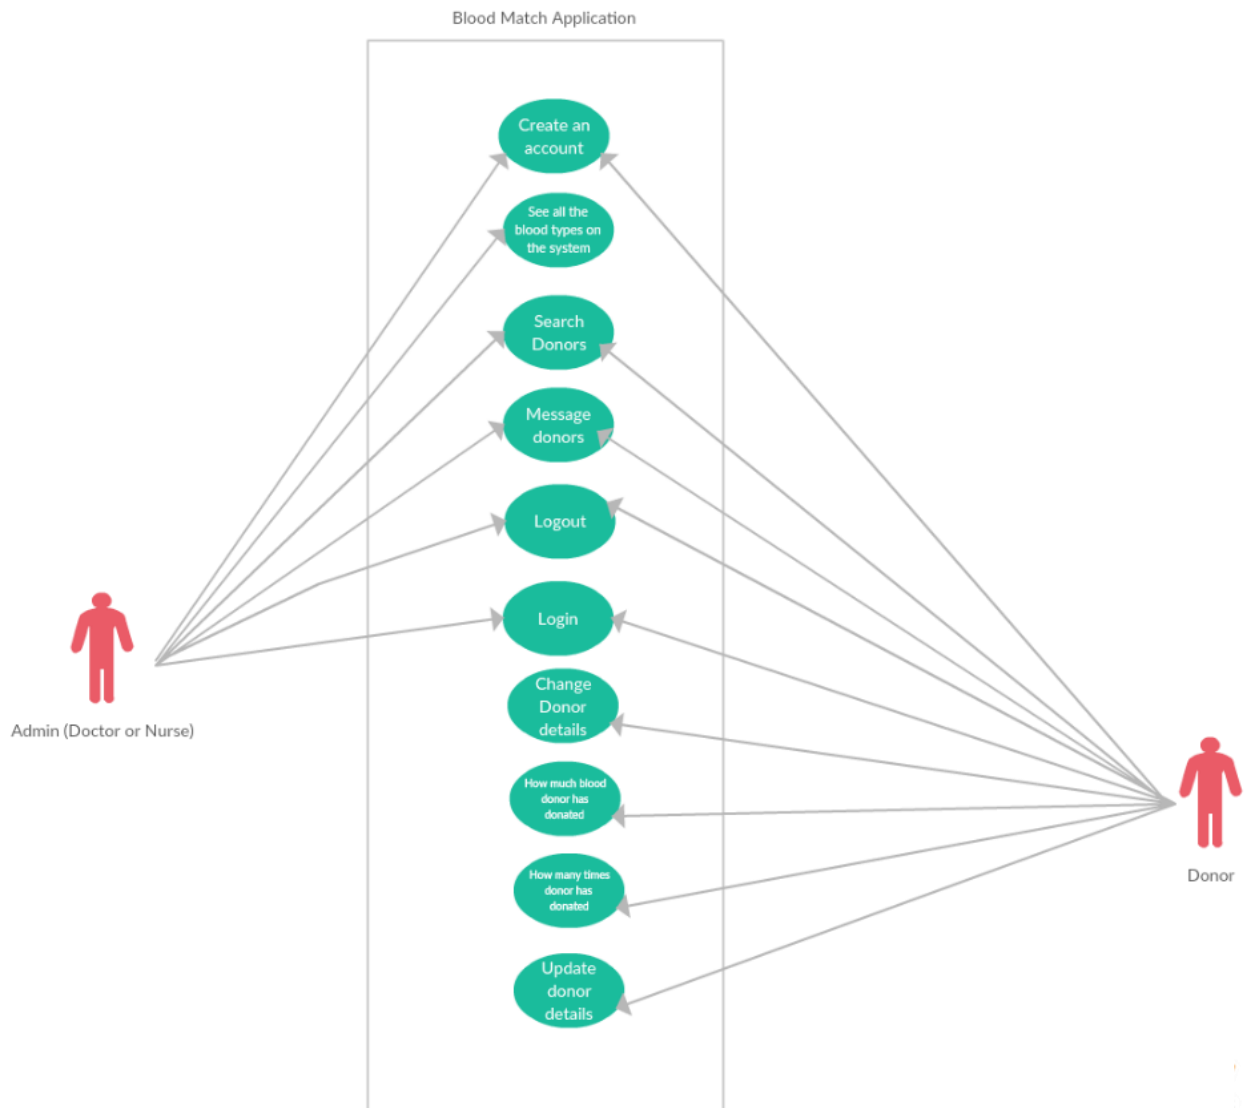 Blood Match Application
Create an
account
See all the
blood types on
the system
Search
Donors
Message
donors
Logout
Login
Change
Donor
details
How much blood
donor has
donated
How many times
donor has
donated
Update
donor
details
Admin (Doctor or Nurse)
Donor